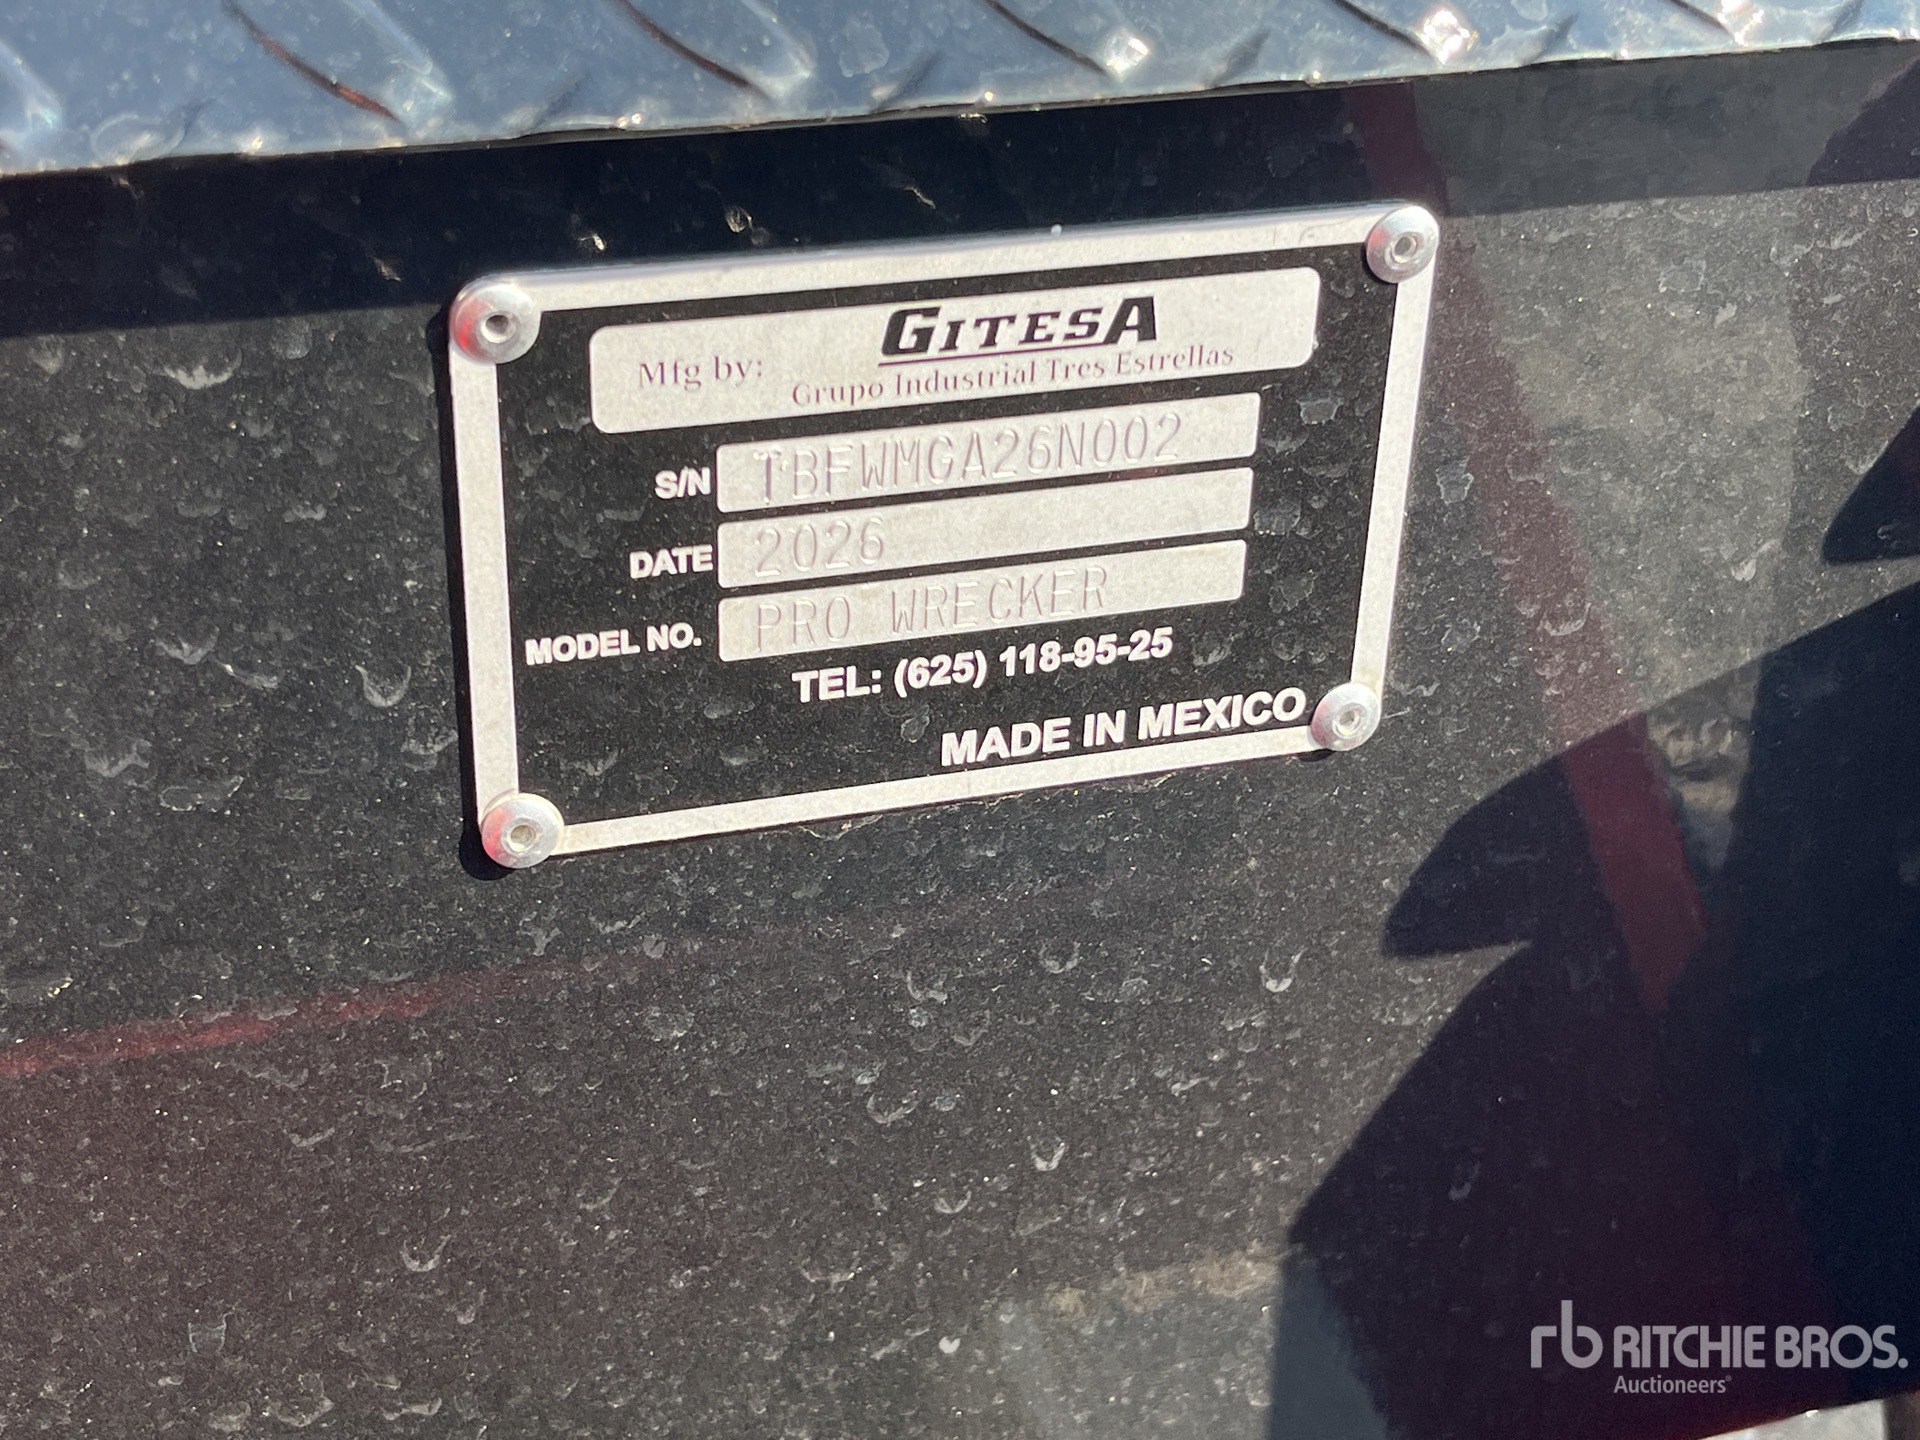 Mfg by: GITESA
Grupo Industrial Tres Estrellas
S/N TBFWMGA26N002
DATE 2026
MODEL NO. PRO WRECKER
TEL: (625) 118-95-25
MADE IN MEXICO
rb RITCHIE BROS.
Auctioneers®